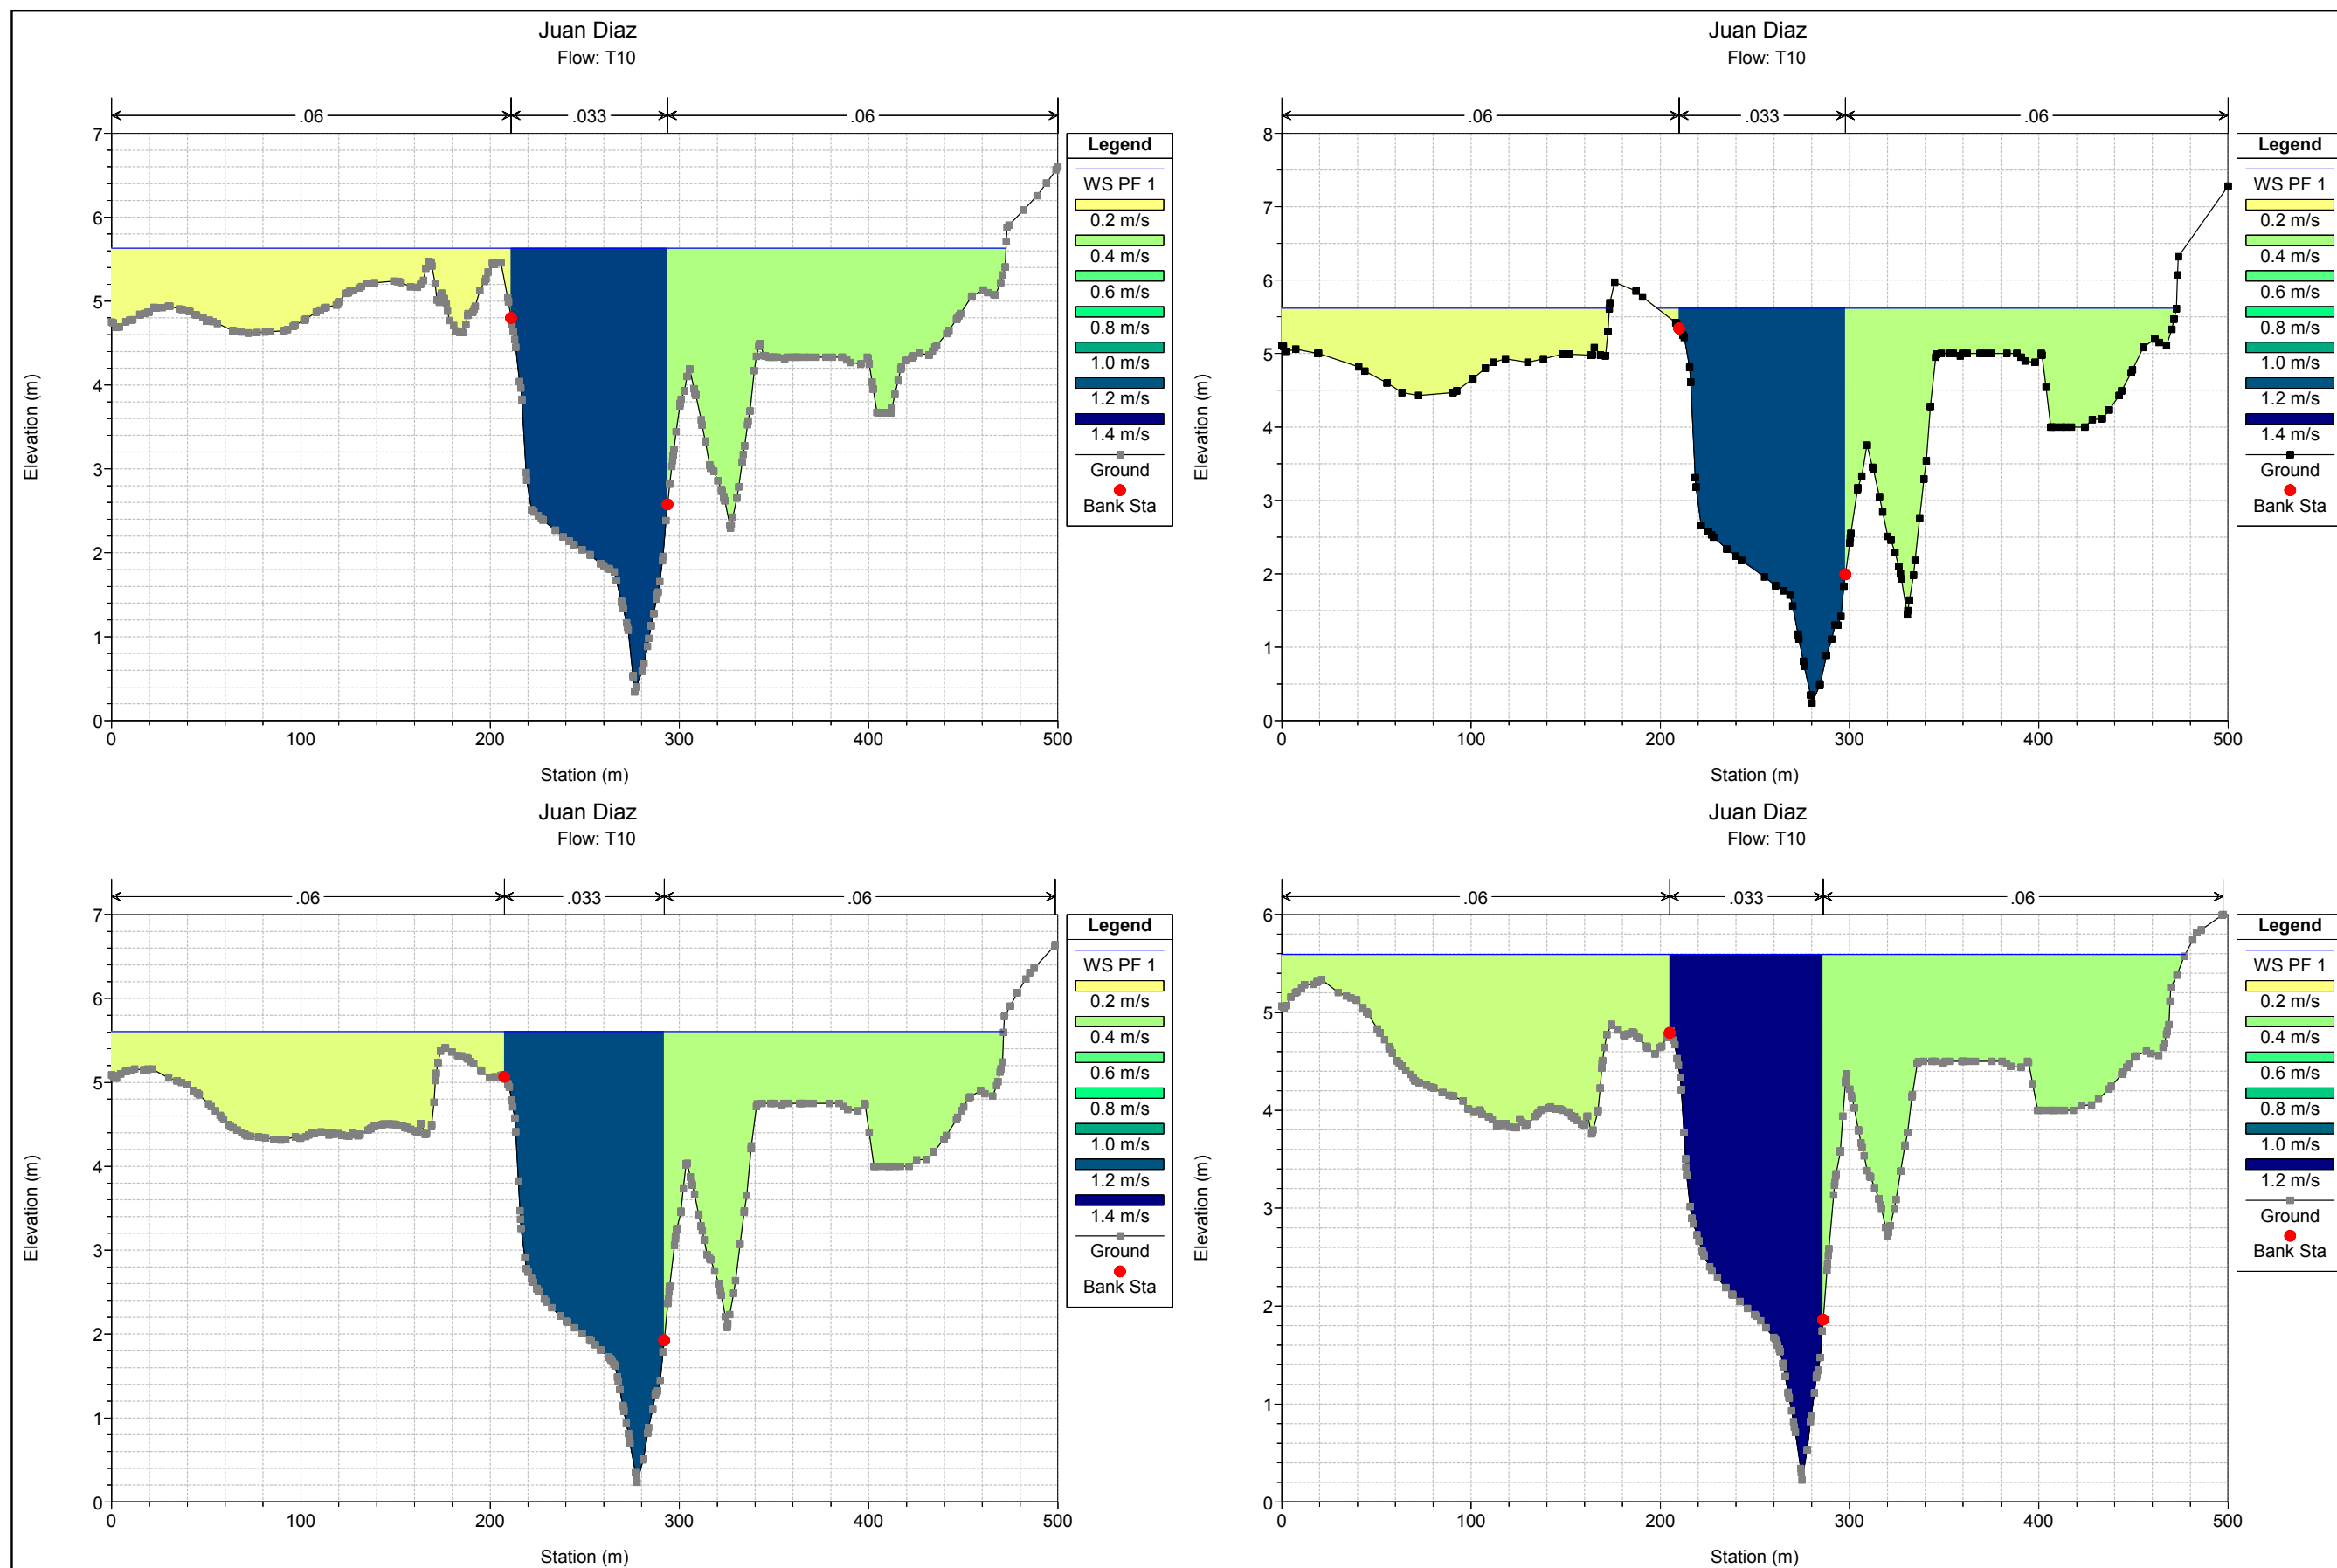 Juan Diaz
Flow: T10
.06
.033
.06
7
6
5
4
3
2
1
0
Elevation (m)
0 100 200 300 400 500
Station (m)
Legend
WS PF 1
0.2 m/s
0.4 m/s
0.6 m/s
0.8 m/s
1.0 m/s
1.2 m/s
1.4 m/s
Ground
Bank Sta
Juan Diaz
Flow: T10
.06
.033
.06
8
7
6
5
4
3
2
1
0
Elevation (m)
0 100 200 300 400 500
Station (m)
Legend
WS PF 1
0.2 m/s
0.4 m/s
0.6 m/s
0.8 m/s
1.0 m/s
1.2 m/s
1.4 m/s
Ground
Bank Sta
Juan Diaz
Flow: T10
.06
.033
.06
7
6
5
4
3
2
1
0
Elevation (m)
0 100 200 300 400 500
Station (m)
Legend
WS PF 1
0.2 m/s
0.4 m/s
0.6 m/s
0.8 m/s
1.0 m/s
1.2 m/s
1.4 m/s
Ground
Bank Sta
Juan Diaz
Flow: T10
.06
.033
.06
6
5
4
3
2
1
0
Elevation (m)
0 100 200 300 400 500
Station (m)
Legend
WS PF 1
0.2 m/s
0.4 m/s
0.6 m/s
0.8 m/s
1.0 m/s
1.2 m/s
Ground
Bank Sta